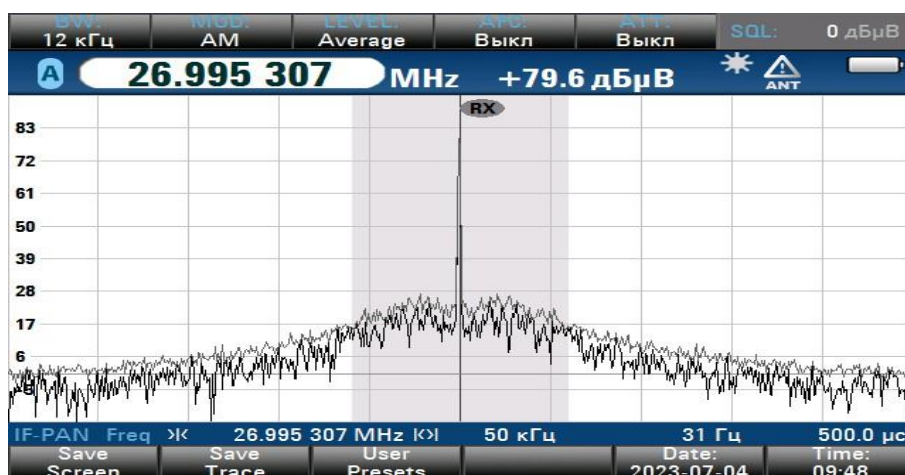 BW: MOD: LEVEL: AFC: ATT: SQL: 0 дБµВ
12 кГц AM Average Выкл Выкл
A 26.995 307 MHz +79.6 дБµВ ANT
RX
83
72
61
50
39
28
17
6
-5
IF-PAN Freq 26.995 307 MHz 50 кГц 31 Гц 500.0 µс
Save Save User Date: Time:
Screen Trace Presets 2023-07-04 09:48